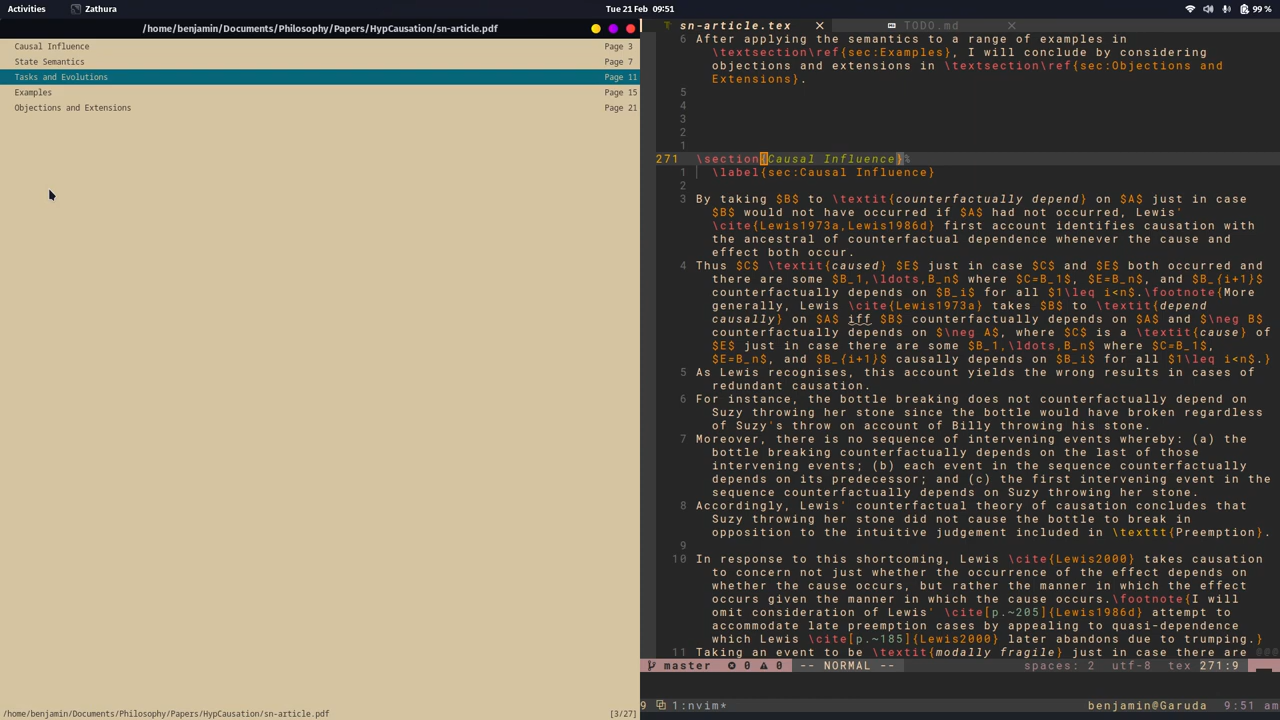 Activities Zathura Tue 21 Feb 09:51 99 %
/home/benjamin/Documents/Philosophy/Papers/HypCausation/sn-article.pdf
Causal Influence Page 3
State Semantics Page 7
Tasks and Evolutions Page 11
Examples Page 15
Objections and Extensions Page 21
/home/benjamin/Documents/Philosophy/Papers/HypCausation/sn-article.pdf [3/27]
sn-article.tex TODO.md
6 After applying the semantics to a range of examples in
\textsection\ref{sec:Examples}, I will conclude by considering
objections and extensions in \textsection\ref{sec:Objections and
Extensions}.
5
4
3
2
1
271 \section{Causal Influence}%
1 \label{sec:Causal Influence}
2
3 By taking $B$ to \textit{counterfactually depend} on $A$ just in case
$B$ would not have occurred if $A$ had not occurred, Lewis'
\cite{Lewis1973a,Lewis1986d} first account identifies causation with
the ancestral of counterfactual dependence whenever the cause and
effect both occur.
4 Thus $C$ \textit{caused} $E$ just in case $C$ and $E$ both occurred and
there are some $B_1,\ldots,B_n$ where $C=B_1$, $E=B_n$, and $B_{i+1}$
counterfactually depends on $B_i$ for all $1\leq i<n$.\footnote{More
generally, Lewis \cite{Lewis1973a} takes $B$ to \textit{depend
causally} on $A$ iff $B$ counterfactually depends on $A$ and $\neg B$
counterfactually depends on $\neg A$, where $C$ is a \textit{cause} of
$E$ just in case there are some $B_1,\ldots,B_n$ where $C=B_1$,
$E=B_n$, and $B_{i+1}$ causally depends on $B_i$ for all $1\leq i<n$.}
5 As Lewis recognises, this account yields the wrong results in cases of
redundant causation.
6 For instance, the bottle breaking does not counterfactually depend on
Suzy throwing her stone since the bottle would have broken regardless
of Suzy's throw on account of Billy throwing his stone.
7 Moreover, there is no sequence of intervening events whereby: (a) the
bottle breaking counterfactually depends on the last of those
intervening events; (b) each event in the sequence counterfactually
depends on its predecessor; and (c) the first intervening event in the
sequence counterfactually depends on Suzy throwing her stone.
8 Accordingly, Lewis' counterfactual theory of causation concludes that
Suzy throwing her stone did not cause the bottle to break in
opposition to the intuitive judgement included in \texttt{Preemption}.
9
10 In response to this shortcoming, Lewis \cite{Lewis2000} takes causation
to concern not just whether the occurrence of the effect depends on
whether the cause occurs, but rather the manner in which the effect
occurs given the manner in which the cause occurs.\footnote{I will
omit consideration of Lewis' \cite[p.~205]{Lewis1986d} attempt to
accommodate late preemption cases by appealing to quasi-dependence
which Lewis \cite[p.~185]{Lewis2000} later abandons due to trumping.}
11 Taking an event to be \textit{modally fragile} just in case there are @@@
master 0 0 -- NORMAL -- spaces: 2 utf-8 tex 271:9
9 1:nvim* benjamin@Garuda 9:51 am